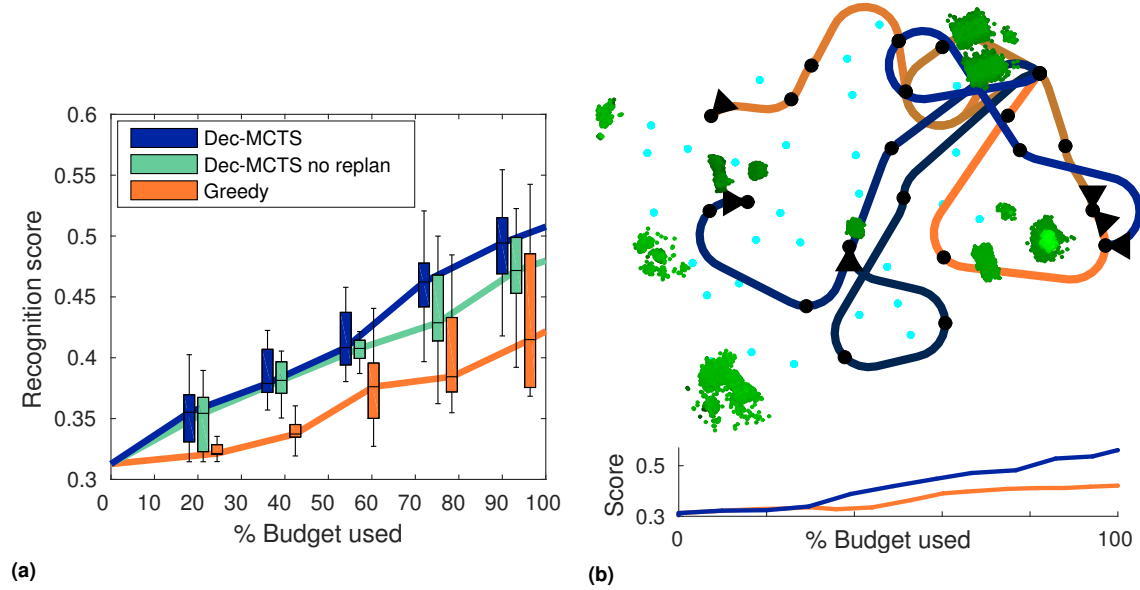 0.6
0.55
0.5
0.45
0.4
0.35
0.3
Recognition score
Dec-MCTS
Dec-MCTS no replan
Greedy
0 10 20 30 40 50 60 70 80 90 100
% Budget used
(a)
0.5
0.3
Score
0 % Budget used 100
(b)